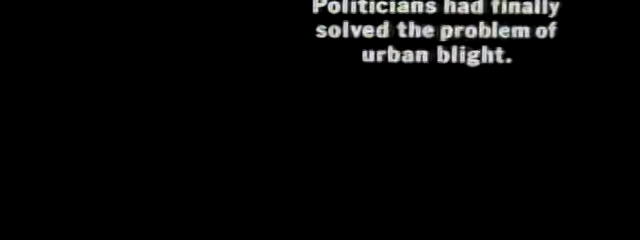 Politicians had finally
solved the problem of
urban blight.